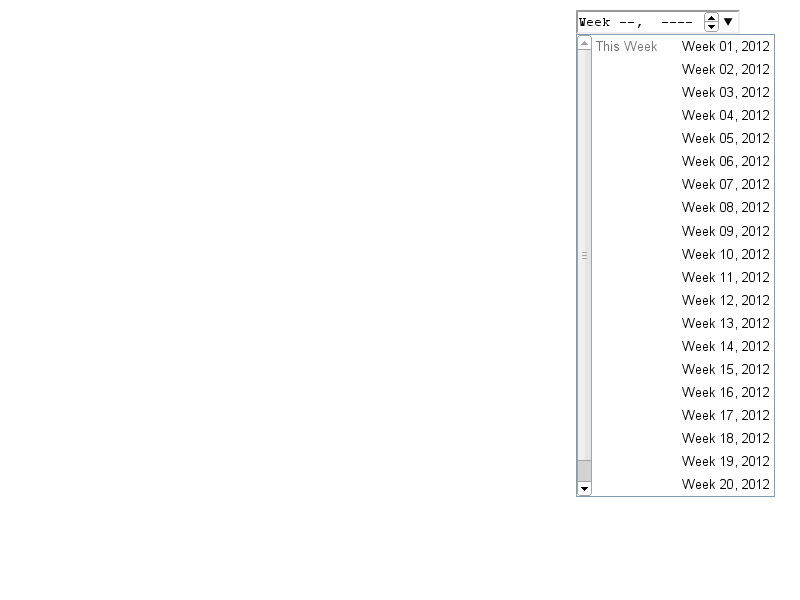 Week --, ----
This Week Week 01, 2012
Week 02, 2012
Week 03, 2012
Week 04, 2012
Week 05, 2012
Week 06, 2012
Week 07, 2012
Week 08, 2012
Week 09, 2012
Week 10, 2012
Week 11, 2012
Week 12, 2012
Week 13, 2012
Week 14, 2012
Week 15, 2012
Week 16, 2012
Week 17, 2012
Week 18, 2012
Week 19, 2012
Week 20, 2012